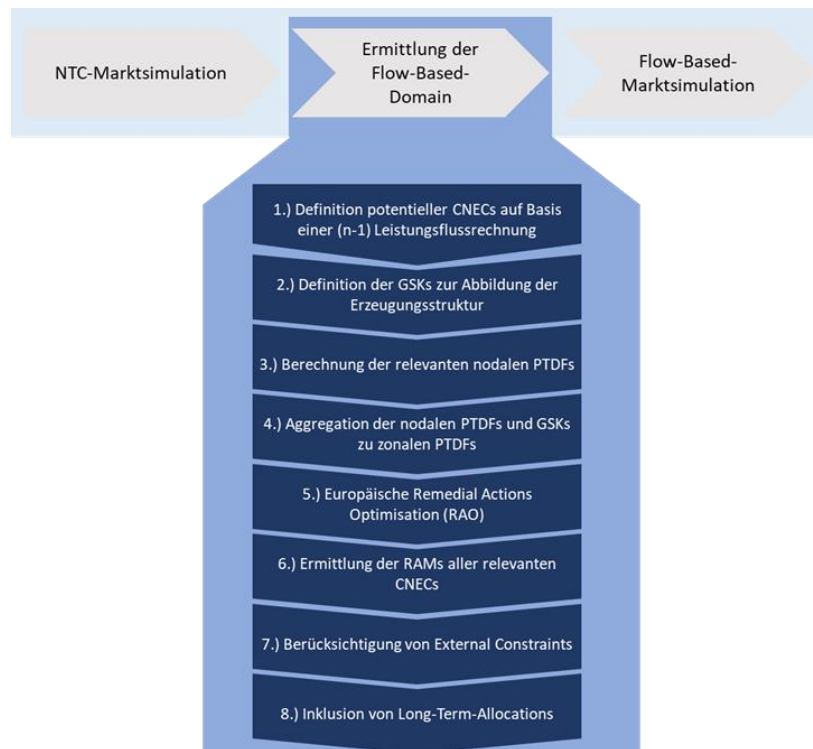 NTC-Marktsimulation
Ermittlung der
Flow-Based-
Domain
Flow-Based-
Marktsimulation
1.) Definition potentieller CNECs auf Basis
einer (n-1) Leistungsflussrechnung
2.) Definition der GSKs zur Abbildung der
Erzeugungsstruktur
3.) Berechnung der relevanten nodalen PTDFs
4.) Aggregation der nodalen PTDFs und GSKs
zu zonalen PTDFs
5.) Europäische Remedial Actions
Optimisation (RAO)
6.) Ermittlung der RAMs aller relevanten
CNECs
7.) Berücksichtigung von External Constraints
8.) Inklusion von Long-Term-Allocations